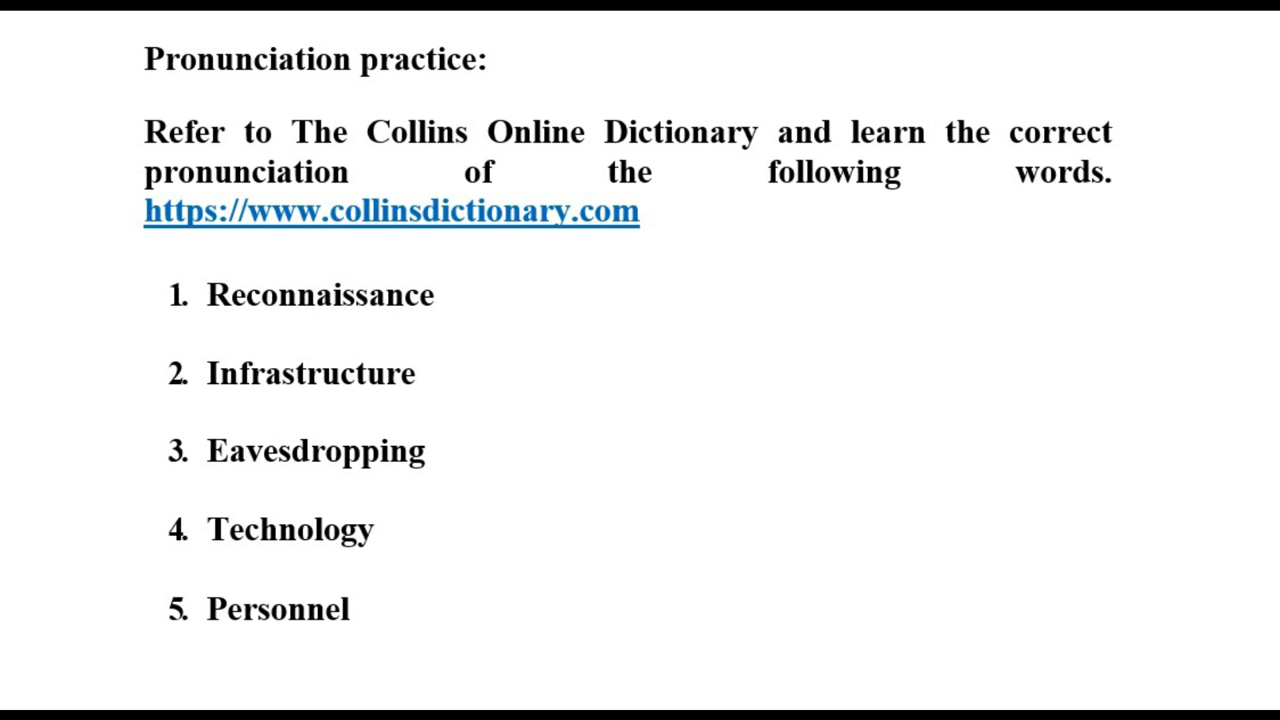 Pronunciation practice:
Refer to The Collins Online Dictionary and learn the correct
pronunciation of the following words.
https://www.collinsdictionary.com
1. Reconnaissance
2. Infrastructure
3. Eavesdropping
4. Technology
5. Personnel